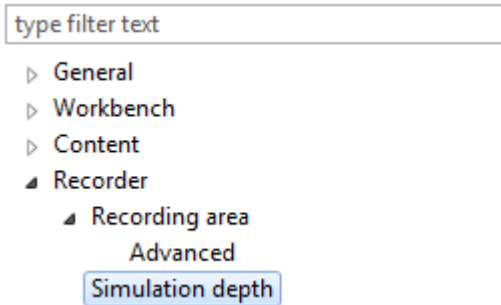 type filter text
General
Workbench
Content
Recorder
Recording area
Advanced
Simulation depth